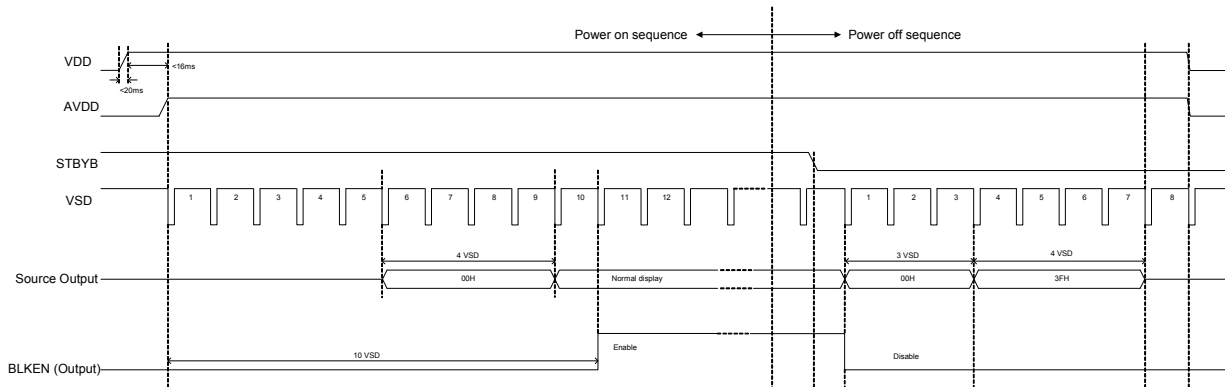 Power on sequence
Power off sequence
VDD
<16ms
<20ms
AVDD
STBYB
VSD
1 2 3 4 5 6 7 8 9 10 11 12 1 2 3 4 5 6 7 8
4 VSD
3 VSD
4 VSD
Source Output
00H
Normal display
00H
3FH
Enable
10 VSD
Disable
BLKEN (Output)